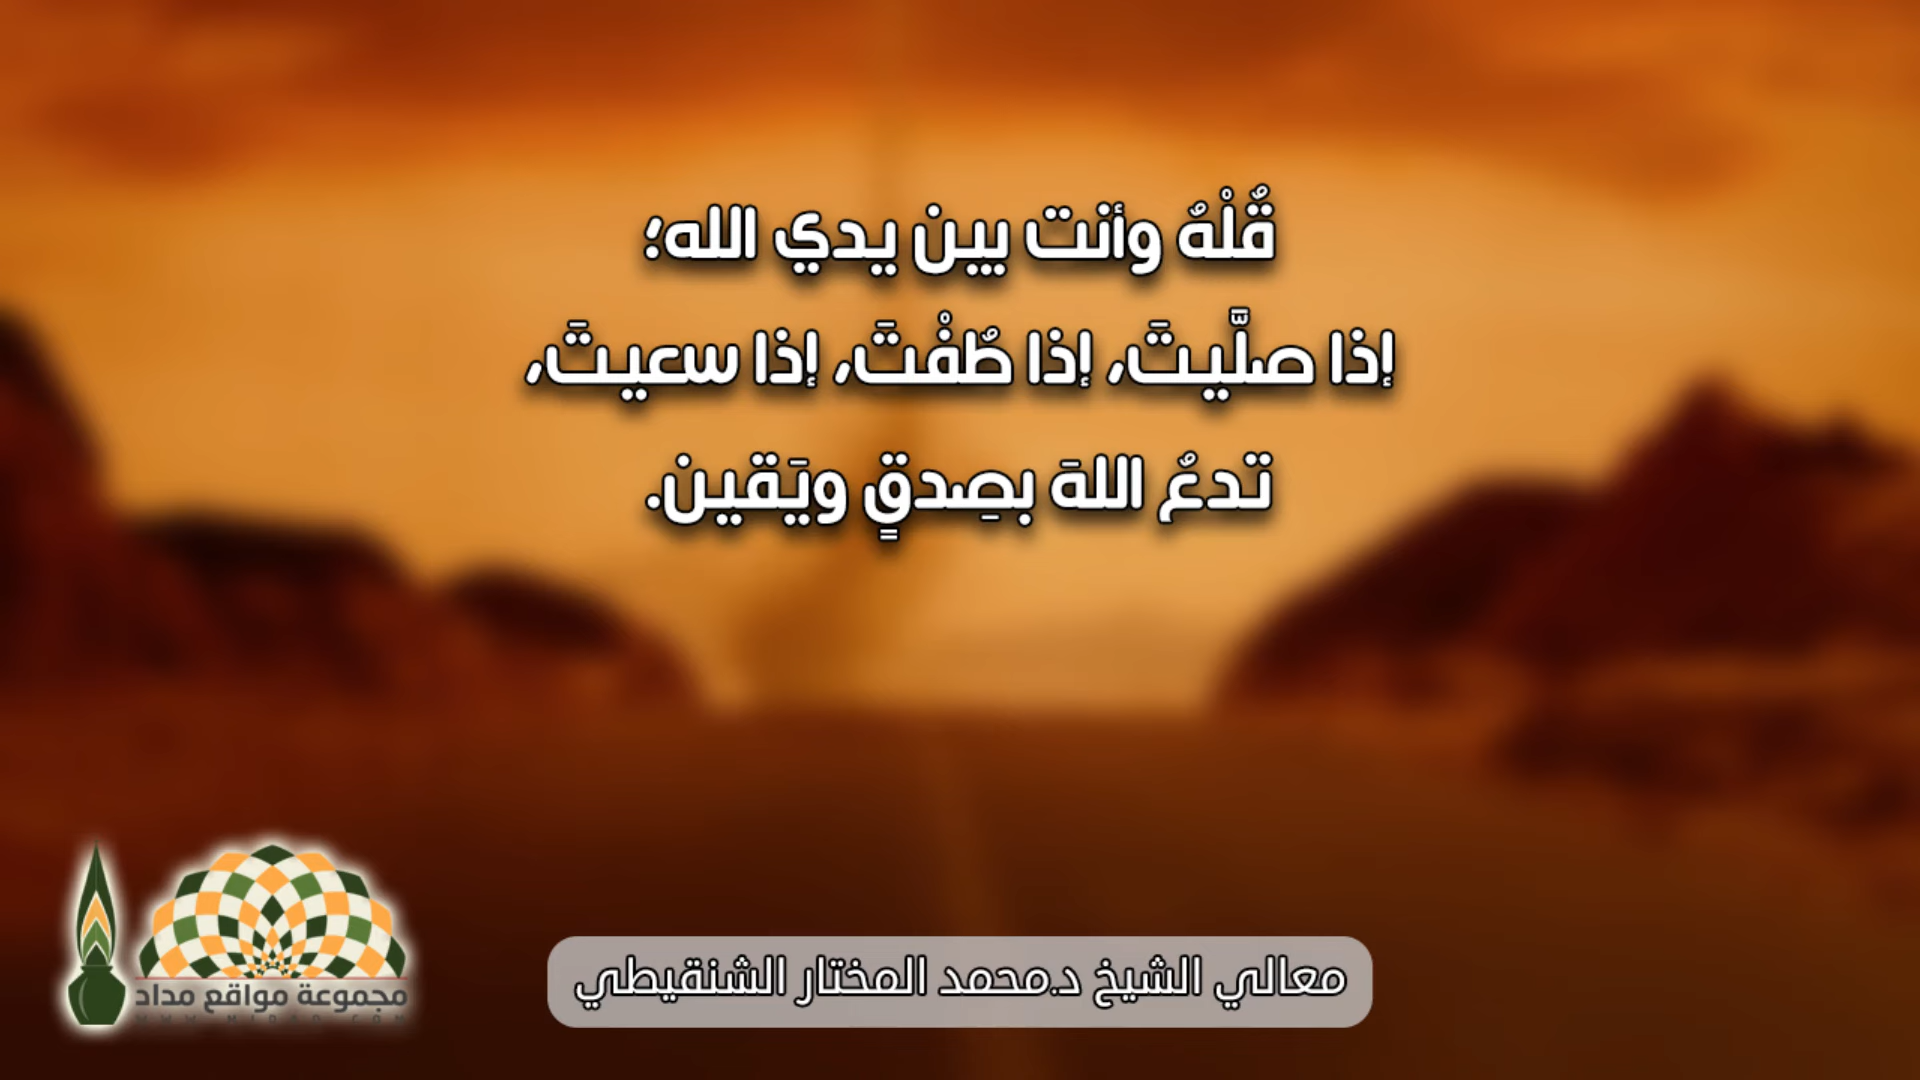 قُلْهُ وأنت بين يدي الله؛
إذا صلَّيتَ، إذا طُفْتَ، إذا سعيتَ،
تدعُ اللهَ بصِدقٍ ويَقين.
معالي الشيخ د.محمد المختار الشنقيطي
مجموعة مواقع مداد